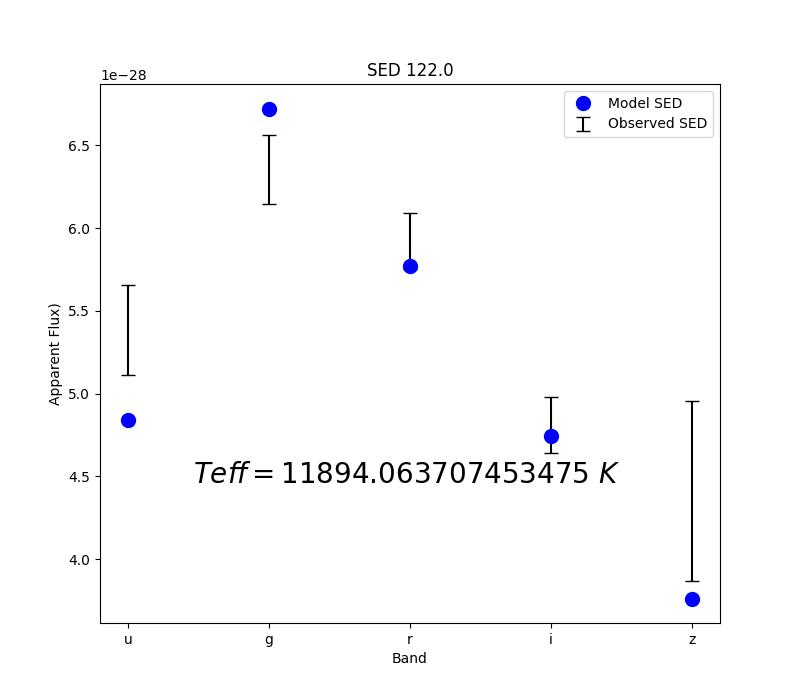 SED 122.0
1e−28
Model SED
Observed SED
6.5
6.0
5.5
5.0
4.5
4.0
Apparent Flux)
Teff = 11894.063707453475 K
u g r i z
Band